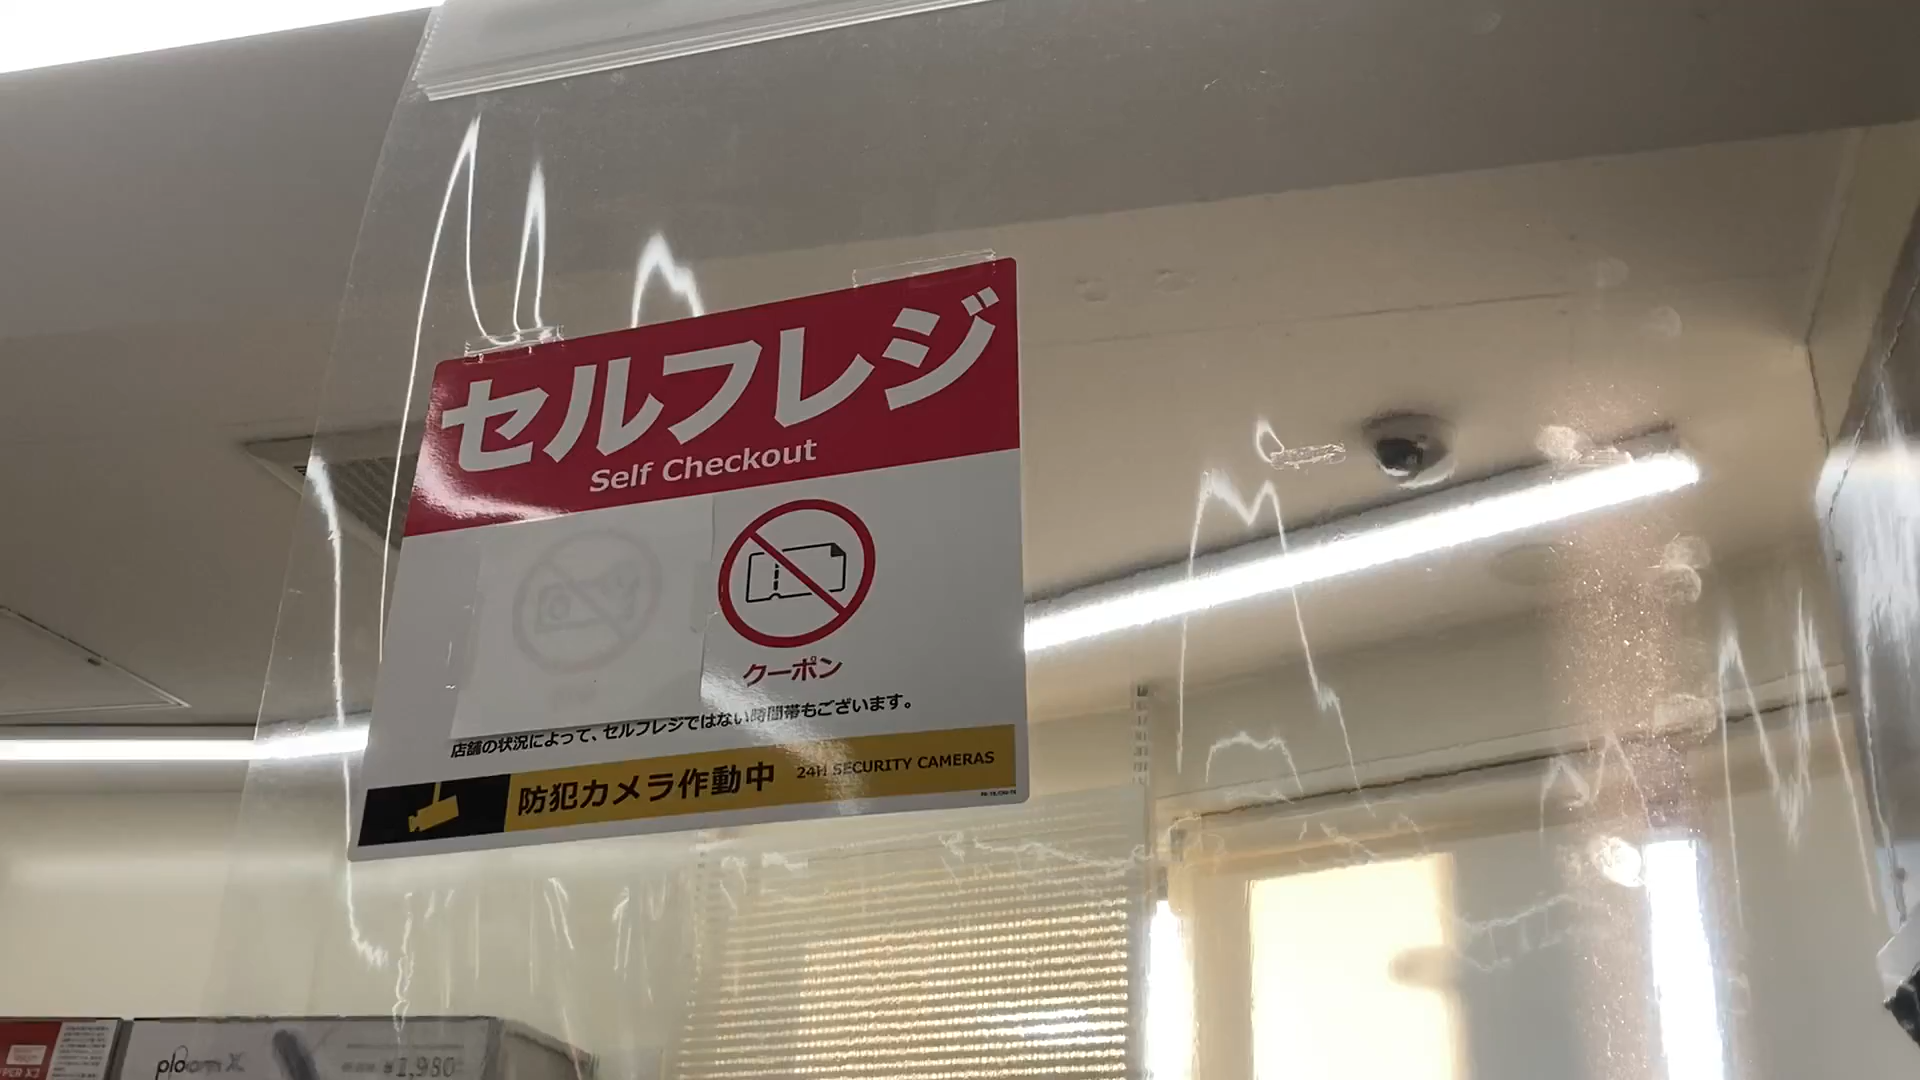 セルフレジ
Self Checkout
クーポン
店舗の状況によって、セルフレジではない時間帯もございます。
防犯カメラ作動中 24H SECURITY CAMERAS
ploom X
¥1,980